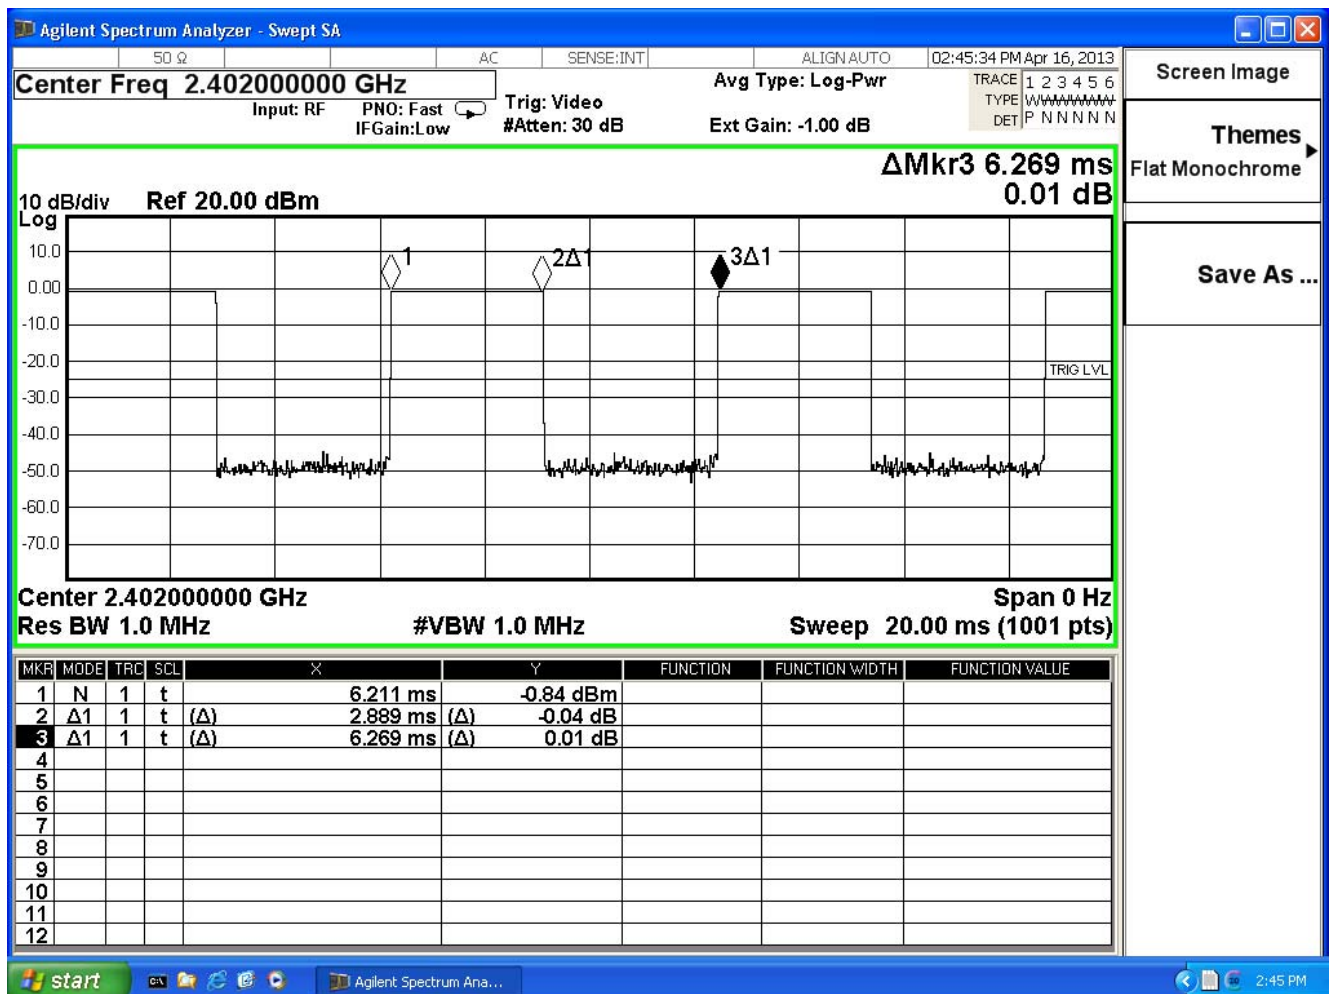 Agilent Spectrum Analyzer - Swept SA
50 Ω AC SENSE:INT ALIGN AUTO 02:45:34 PM Apr 16, 2013
Center Freq 2.402000000 GHz
Input: RF PNO: Fast Trig: Video Avg Type: Log-Pwr TRACE 1 2 3 4 5 6
IFGain:Low #Atten: 30 dB Ext Gain: -1.00 dB TYPE WWWWWW
DET P N N N N N
Screen Image
Themes
Flat Monochrome
Save As ...
ΔMkr3 6.269 ms
0.01 dB
10 dB/div Ref 20.00 dBm
Log
10.0
0.00
-10.0
-20.0
-30.0
-40.0
-50.0
-60.0
-70.0
1
2Δ1
3Δ1
TRIG LVL
Center 2.402000000 GHz Span 0 Hz
Res BW 1.0 MHz #VBW 1.0 MHz Sweep 20.00 ms (1001 pts)
MKR MODE TRC SCL X Y FUNCTION FUNCTION WIDTH FUNCTION VALUE
1 N 1 t 6.211 ms -0.84 dBm
2 Δ1 1 t (Δ) 2.889 ms (Δ) -0.04 dB
3 Δ1 1 t (Δ) 6.269 ms (Δ) 0.01 dB
4
5
6
7
8
9
10
11
12
start Agilent Spectrum Ana... 2:45 PM